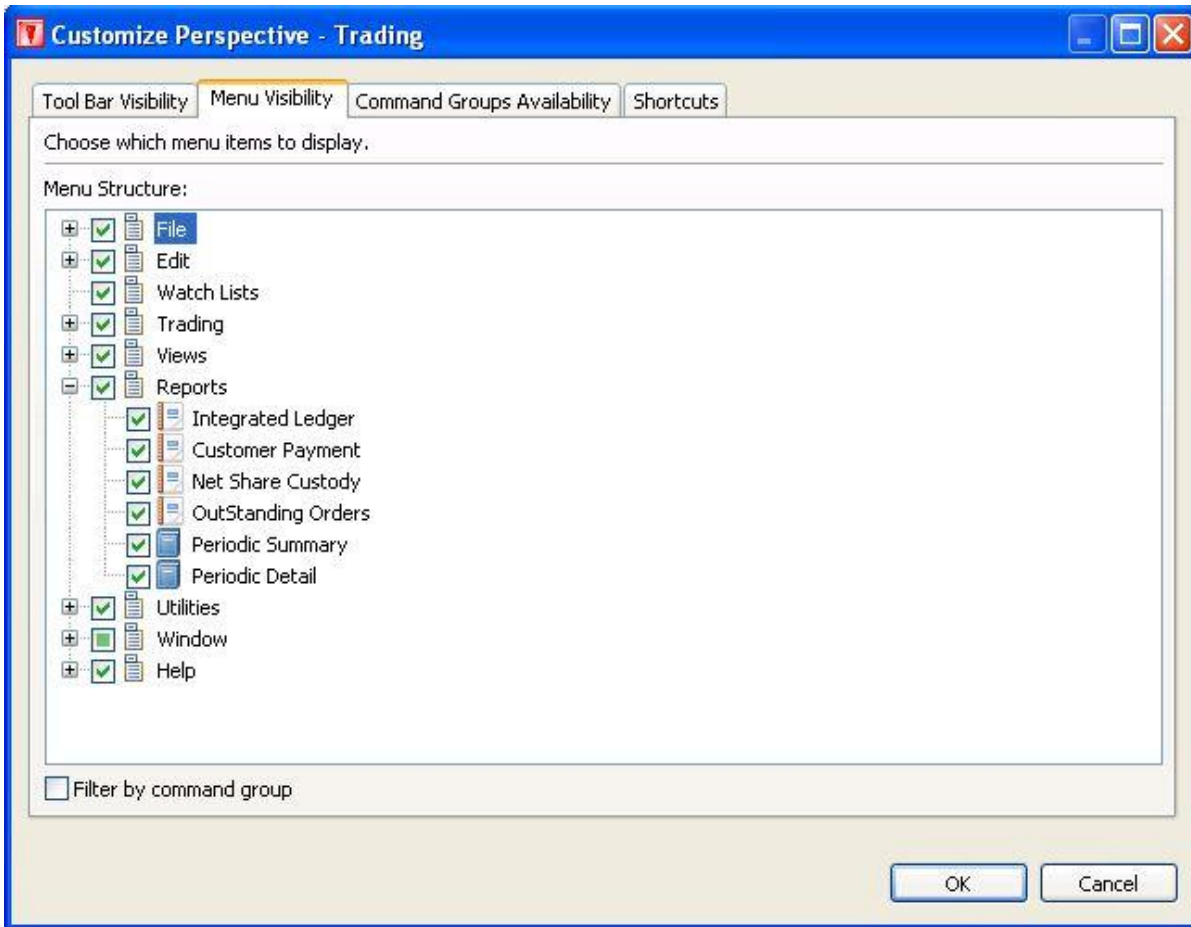 Customize Perspective - Trading
Tool Bar Visibility Menu Visibility Command Groups Availability Shortcuts
Choose which menu items to display.
Menu Structure:
File
Edit
Watch Lists
Trading
Views
Reports
Integrated Ledger
Customer Payment
Net Share Custody
OutStanding Orders
Periodic Summary
Periodic Detail
Utilities
Window
Help
Filter by command group
OK Cancel